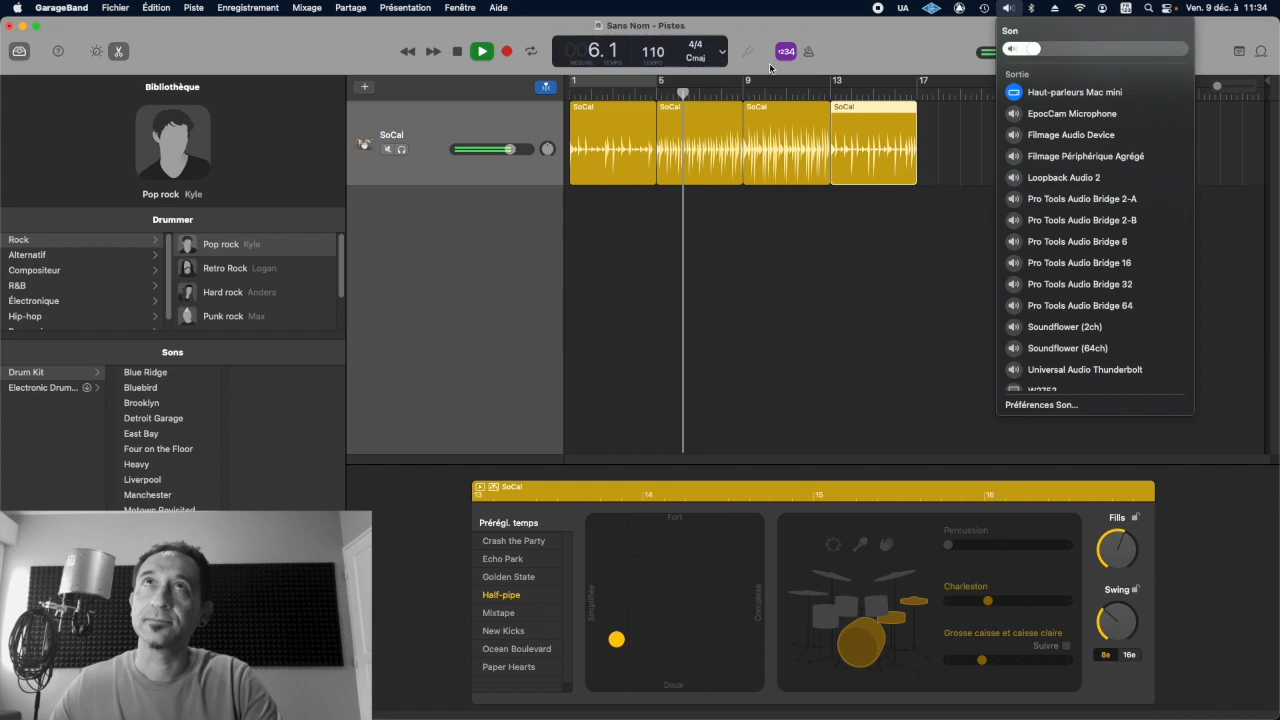 GarageBand Fichier Édition Piste Enregistrement Mixage Partage Présentation Fenêtre Aide UA Ven. 9 déc. à 11:34
Sans Nom - Pistes
6.1
MESURE TEMPS
110
TEMPO
4/4
Cmaj
1234
Son
Sortie
Haut-parleurs Mac mini
EpocCam Microphone
Filmage Audio Device
Filmage Périphérique Agrégé
Loopback Audio 2
Pro Tools Audio Bridge 2-A
Pro Tools Audio Bridge 2-B
Pro Tools Audio Bridge 6
Pro Tools Audio Bridge 16
Pro Tools Audio Bridge 32
Pro Tools Audio Bridge 64
Soundflower (2ch)
Soundflower (64ch)
Universal Audio Thunderbolt
W2753
Préférences Son...
Bibliothèque
Pop rock Kyle
Drummer
Rock
Alternatif
Compositeur
R&B
Électronique
Hip-hop
Pop rock Kyle
Retro Rock Logan
Hard rock Anders
Punk rock Max
Sons
Drum Kit
Electronic Drum...
Blue Ridge
Bluebird
Brooklyn
Detroit Garage
East Bay
Four on the Floor
Heavy
Liverpool
Manchester
Motown Revisited
1 5 9 13 17
SoCal
SoCal SoCal SoCal SoCal
SoCal
13 14 15 16
Prérégl. temps
Crash the Party
Echo Park
Golden State
Half-pipe
Mixtape
New Kicks
Ocean Boulevard
Paper Hearts
Fort
Simplifiée
Complexe
Doux
Percussion
Charleston
Grosse caisse et caisse claire
Suivre
Fills
Swing
8e 16e